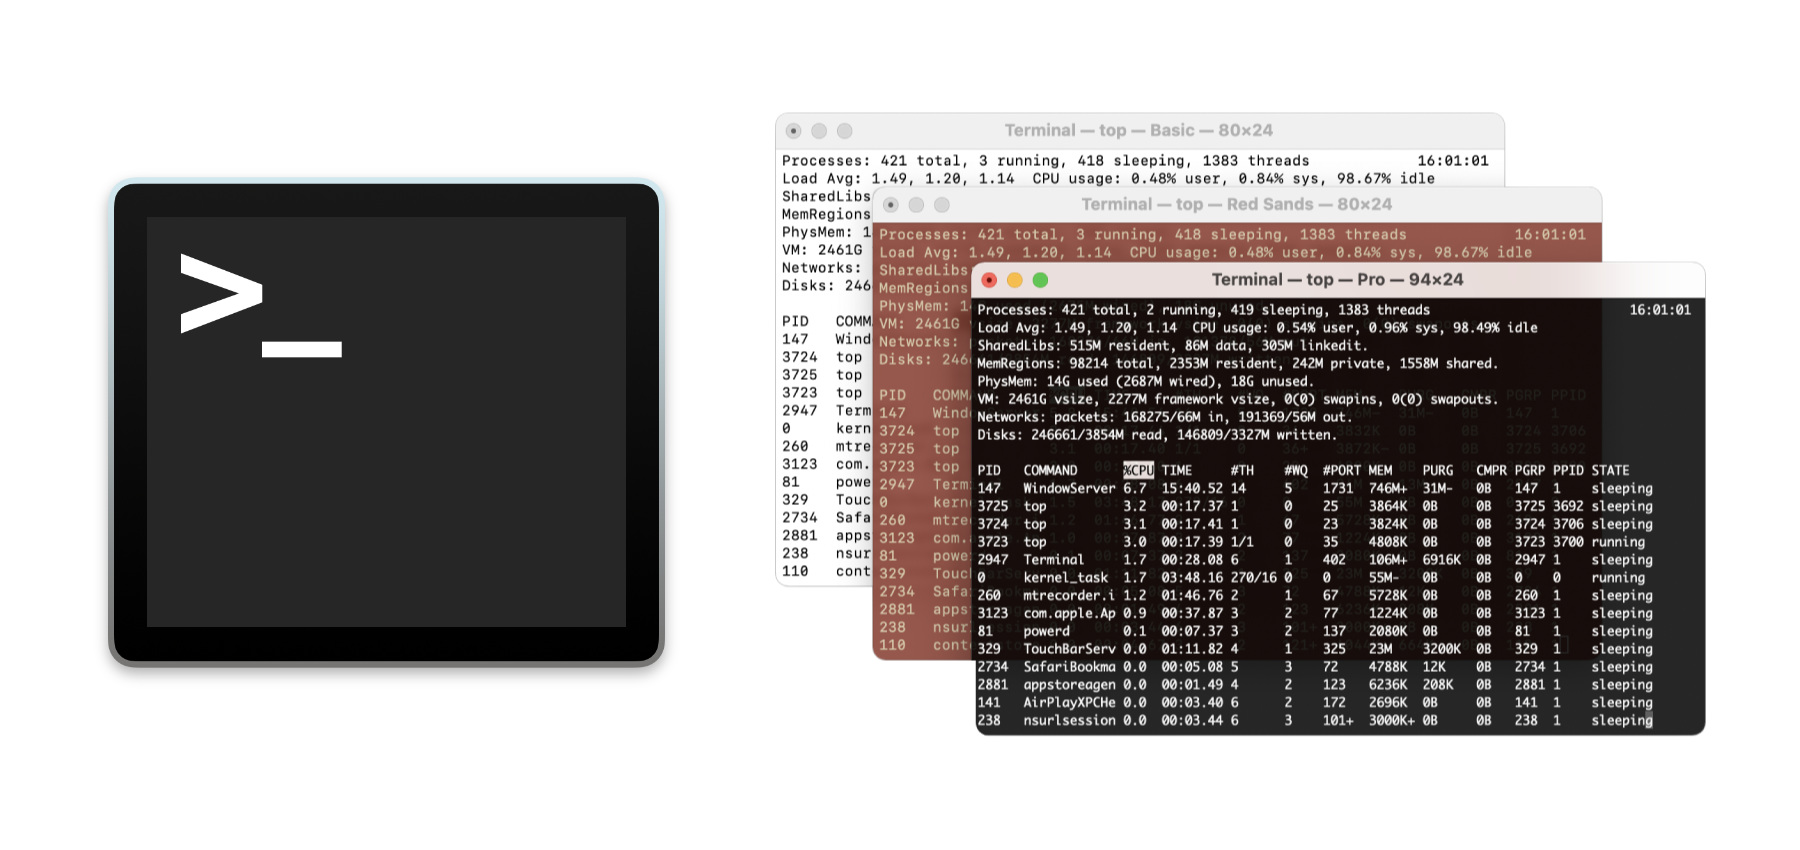 >_
Terminal — top — Basic — 80×24
Processes: 421 total, 3 running, 418 sleeping, 1383 threads 16:01:01
Load Avg: 1.49, 1.20, 1.14 CPU usage: 0.48% user, 0.84% sys, 98.67% idle
SharedLibs
MemRegions
PhysMem: 1
VM: 2461G
Networks:
Disks: 246
PID COMM
147 Wind
3724 top
3725 top
3723 top
2947 Term
0 kern
260 mtre
3123 com.
81 powe
329 Touc
2734 Safa
2881 apps
238 nsur
110 cont
Terminal — top — Red Sands — 80×24
Processes: 421 total, 3 running, 418 sleeping, 1383 threads 16:01:01
Load Avg: 1.49, 1.20, 1.14 CPU usage: 0.48% user, 0.84% sys, 98.67% idle
SharedLibs
MemRegions
PhysMem: 14
VM: 2461G
Networks:
Disks: 246
PID COMM
147 Wind
3724 top
3725 top
3723 top
2947 Term
0 kern
260 mtre
3123 com.
81 powe
329 Touc
2734 Safa
2881 apps
238 nsur
110 cont
Terminal — top — Pro — 94×24
Processes: 421 total, 2 running, 419 sleeping, 1383 threads 16:01:01
Load Avg: 1.49, 1.20, 1.14 CPU usage: 0.54% user, 0.96% sys, 98.49% idle
SharedLibs: 515M resident, 86M data, 305M linkedit.
MemRegions: 98214 total, 2353M resident, 242M private, 1558M shared.
PhysMem: 14G used (2687M wired), 18G unused.
VM: 2461G vsize, 2277M framework vsize, 0(0) swapins, 0(0) swapouts.
Networks: packets: 168275/66M in, 191369/56M out.
Disks: 246661/3854M read, 146809/3327M written.
PID COMMAND %CPU TIME #TH #WQ #PORT MEM PURG CMPR PGRP PPID STATE
147 WindowServer 6.7 15:40.52 14 5 1731 746M+ 31M- 0B 147 1 sleeping
3725 top 3.2 00:17.37 1 0 25 3864K 0B 0B 3725 3692 sleeping
3724 top 3.1 00:17.41 1 0 23 3824K 0B 0B 3724 3706 sleeping
3723 top 3.0 00:17.39 1/1 0 35 4808K 0B 0B 3723 3700 running
2947 Terminal 1.7 00:28.08 6 1 402 106M+ 6916K 0B 2947 1 sleeping
0 kernel_task 1.7 03:48.16 270/16 0 0 55M- 0B 0B 0 0 running
260 mtrecorder.i 1.2 01:46.76 2 1 67 5728K 0B 0B 260 1 sleeping
3123 com.apple.Ap 0.9 00:37.87 3 2 77 1224K 0B 0B 3123 1 sleeping
81 powerd 0.1 00:07.37 3 2 137 2080K 0B 0B 81 1 sleeping
329 TouchBarServ 0.0 01:11.82 4 1 325 23M 3200K 0B 329 1 sleeping
2734 SafariBookma 0.0 00:05.08 5 3 72 4788K 12K 0B 2734 1 sleeping
2881 appstoreagen 0.0 00:01.49 4 2 123 6236K 208K 0B 2881 1 sleeping
141 AirPlayXPCHe 0.0 00:03.40 6 2 172 2696K 0B 0B 141 1 sleeping
238 nsurlsession 0.0 00:03.44 6 3 101+ 3000K+ 0B 0B 238 1 sleeping